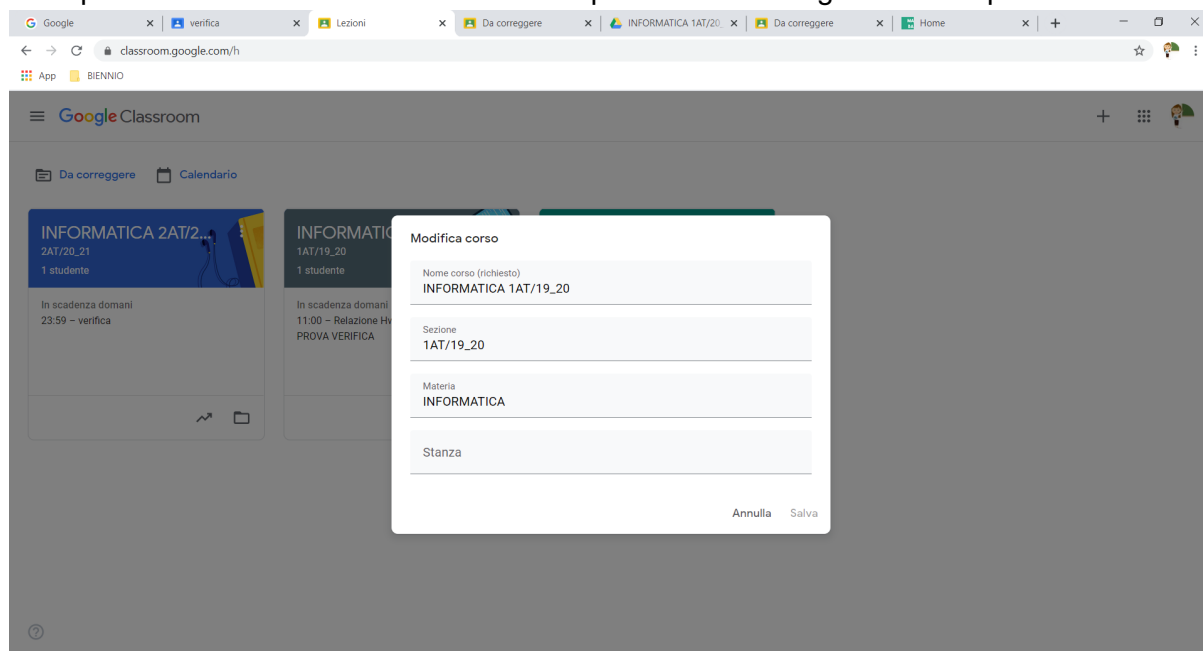 Google
verifica
Lezioni
Da correggere
INFORMATICA 1AT/20_
Da correggere
Home
classroom.google.com/h
App
BIENNIO
Google Classroom
Da correggere
Calendario
INFORMATICA 2AT/2...
2AT/20_21
1 studente
In scadenza domani
23:59 – verifica
INFORMATIC
1AT/19_20
1 studente
In scadenza domani
11:00 – Relazione
PROVA VERIFICA
Modifica corso
Nome corso (richiesto)
INFORMATICA 1AT/19_20
Sezione
1AT/19_20
Materia
INFORMATICA
Stanza
Annulla Salva